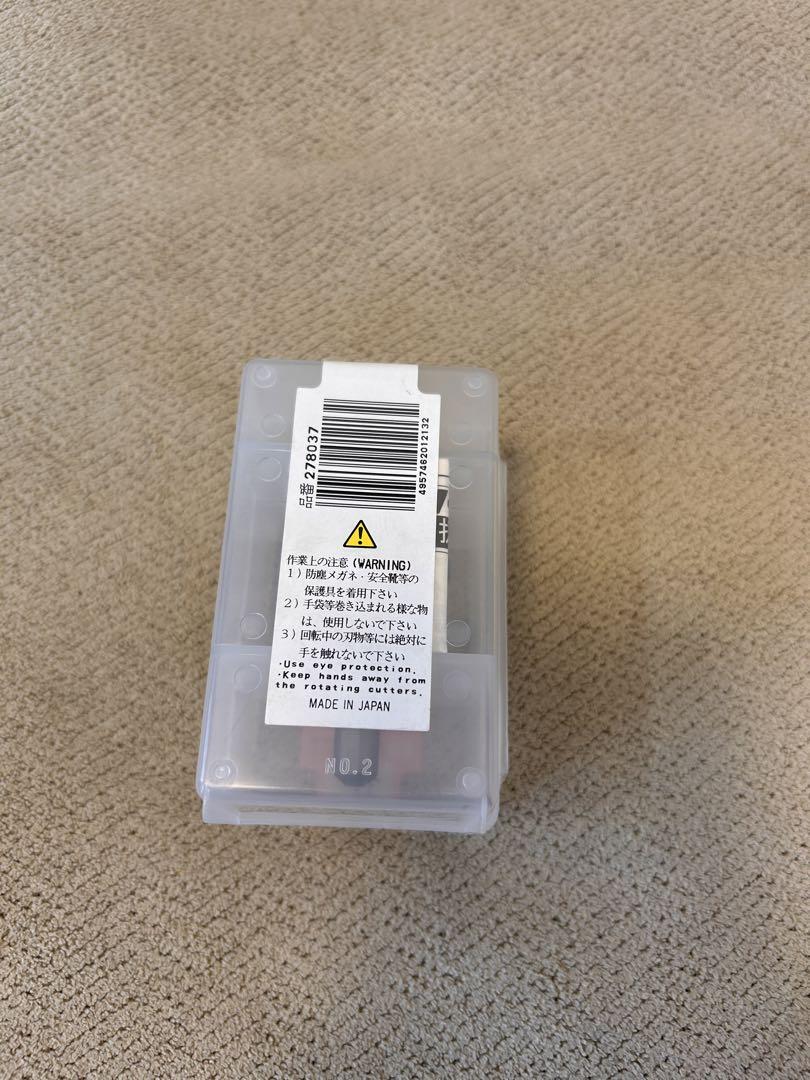 品番 278037
4957462012132
作業上の注意 (WARNING)
1) 防塵メガネ・安全靴等の
保護具を着用下さい
2) 手袋等巻き込まれる様な物
は、使用しないで下さい
3) 回転中の刃物等には絶対に
手を触れないで下さい
・Use eye protection.
・Keep hands away from
the rotating cutters.
MADE IN JAPAN
NO.2